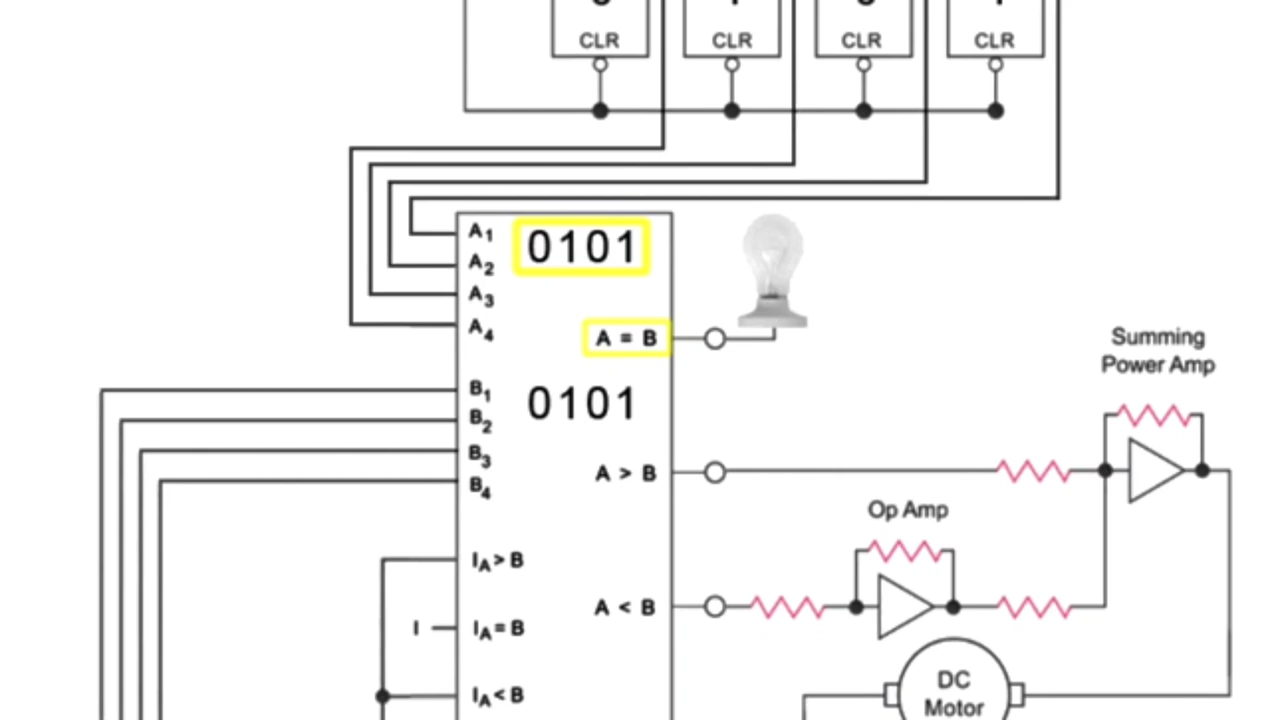 CLR CLR CLR CLR
A1 0101
A2
A3
A4
A = B
Summing
Power Amp
B1 0101
B2
B3
A > B
B4
Op Amp
IA > B
A < B
I IA = B
DC
Motor
IA < B